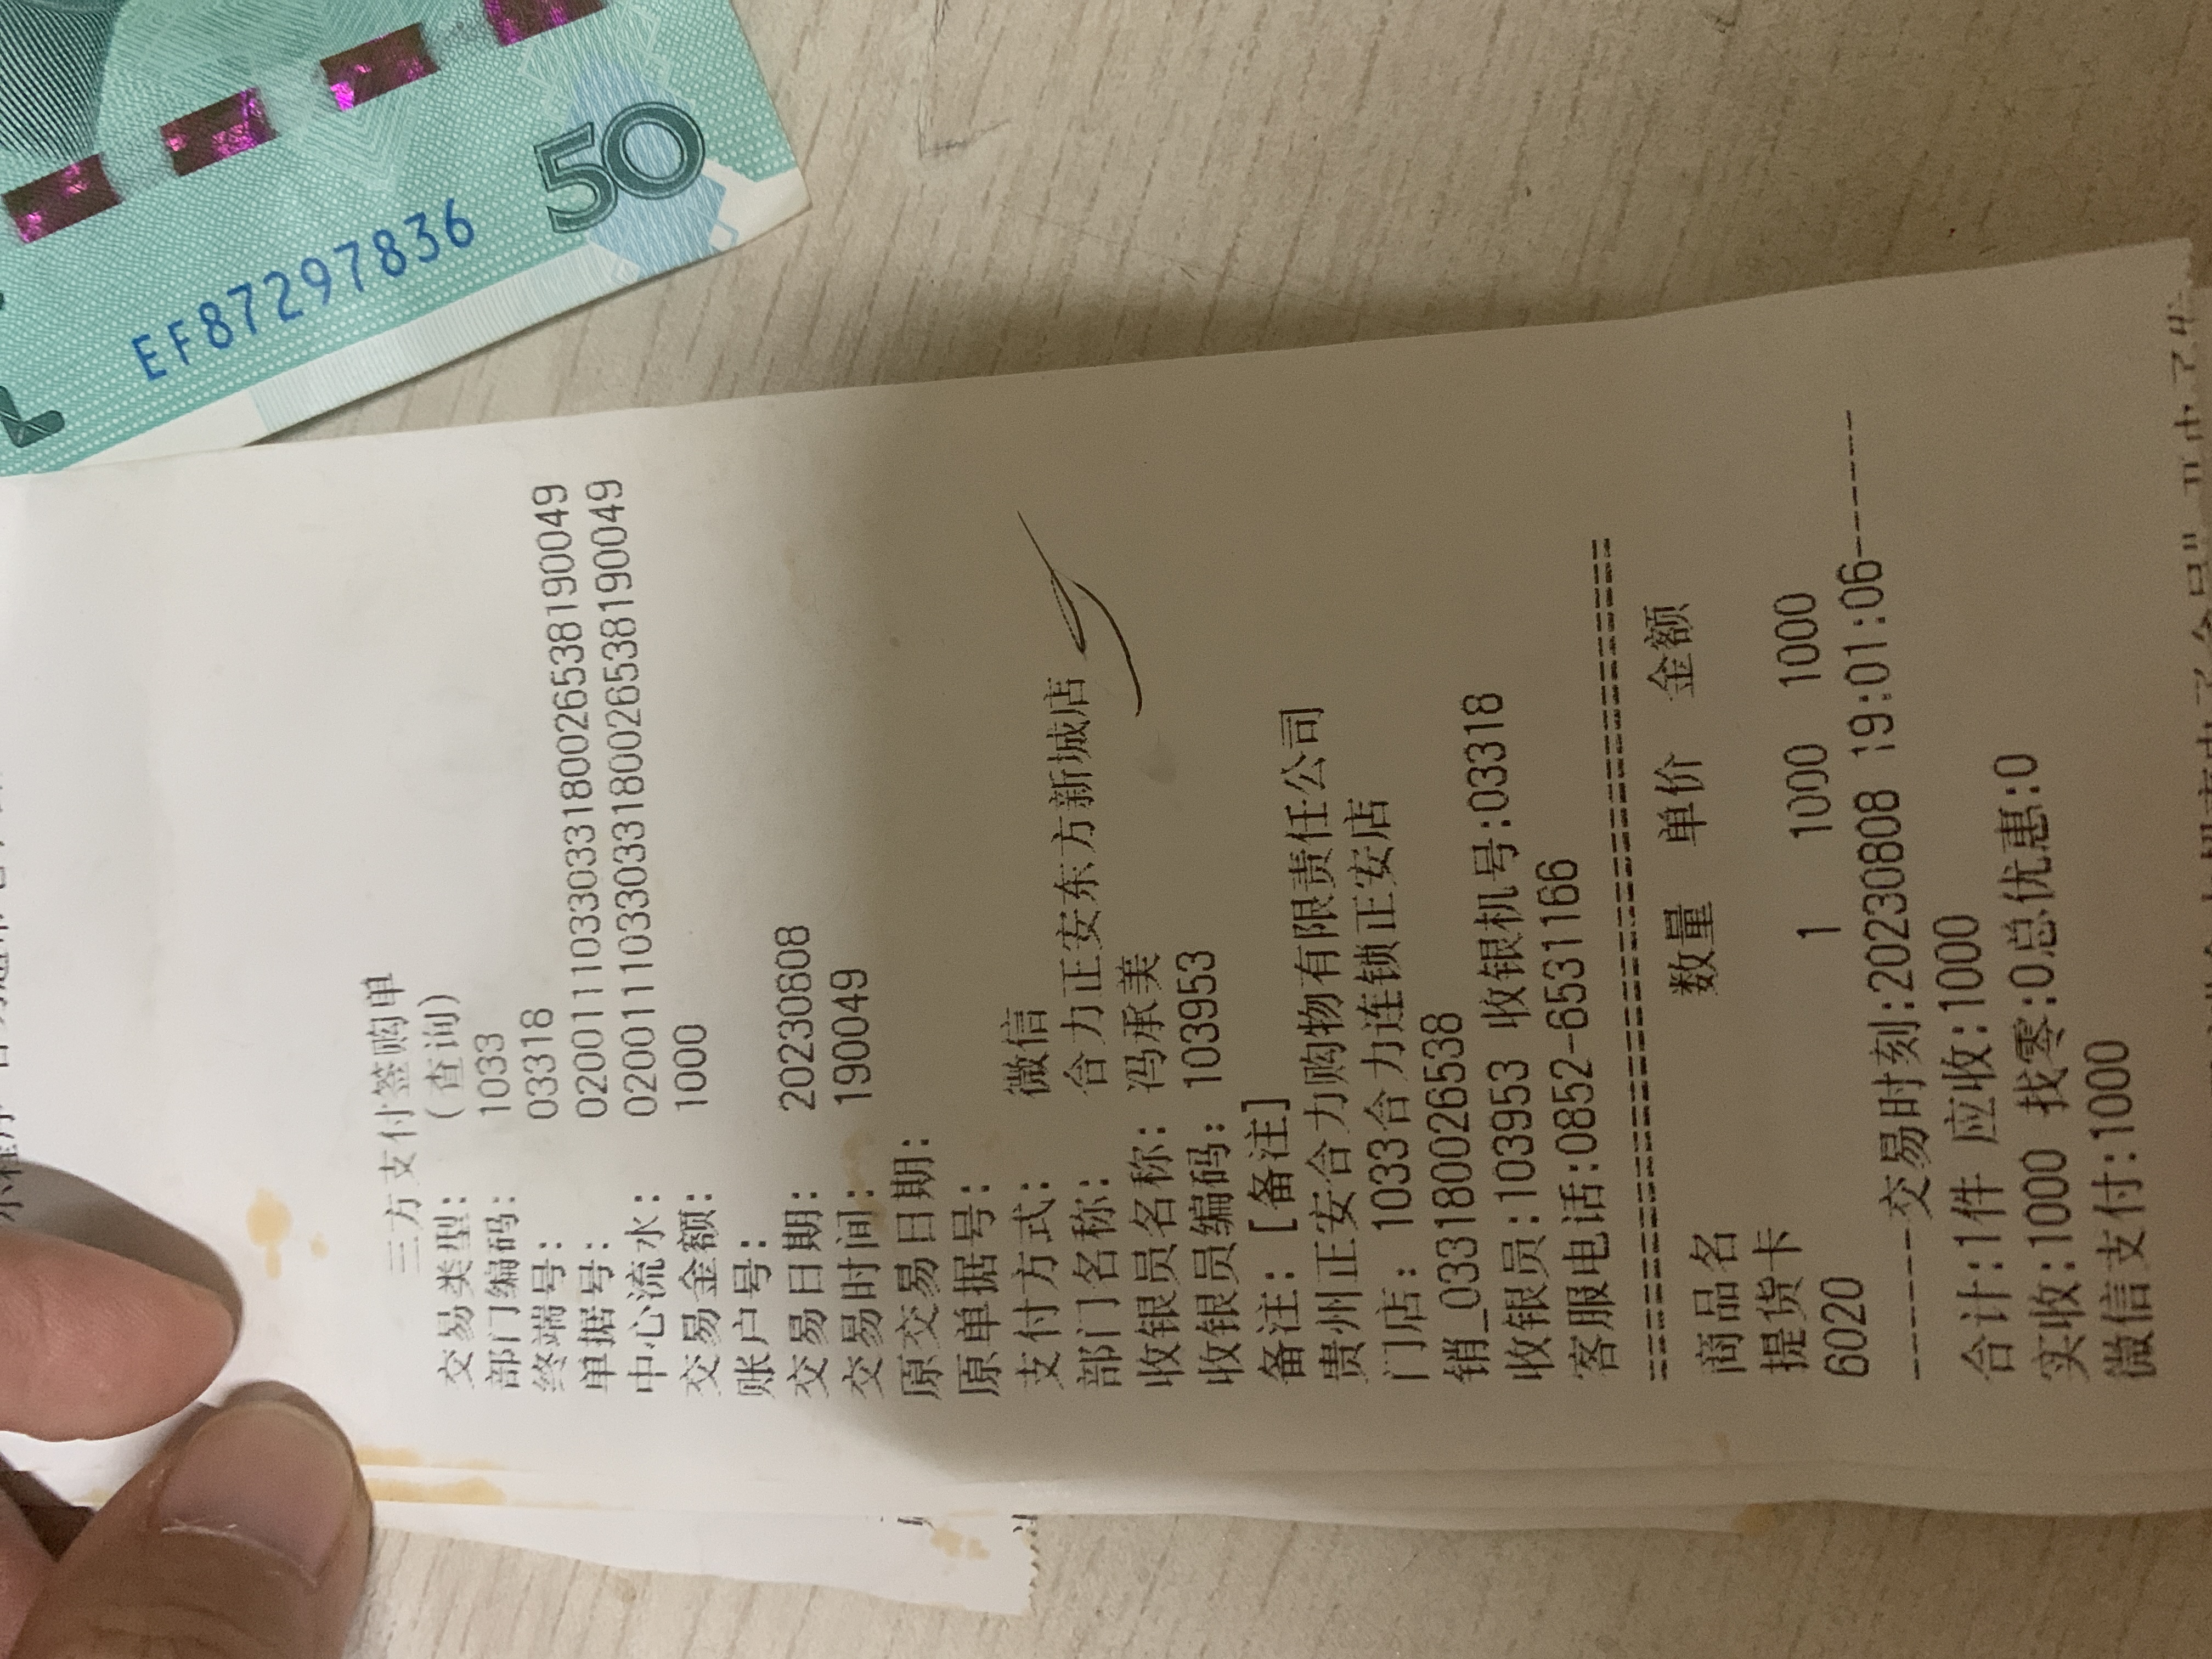 EF87297836
50
三方支付签购单
交易类型: (查询)
部门编码: 1033
终端号: 03318
单据号: 02001110330331800265381900​49
中心流水: 0200111033033180026538190049
交易金额: 1000
账户号:
交易日期: 20230808
交易时间: 190049
原交易日期:
原单据号:
支付方式: 微信
部门名称: 合力正安东方新城店
收银员名称: 冯承美
收银员编码: 103953
备注: [备注]
贵州正安合力购物有限责任公司
门店: 1033合力连锁正安店
销_033180026538
收银员:103953 收银机号:03318
客服电话:0852-6531166
商品名 数量 单价 金额
提货卡
6020 1 1000 1000
------交易时刻:20230808 19:01:06------
合计:1件 应收:1000
实收:1000 找零:0总优惠:0
微信支付:1000